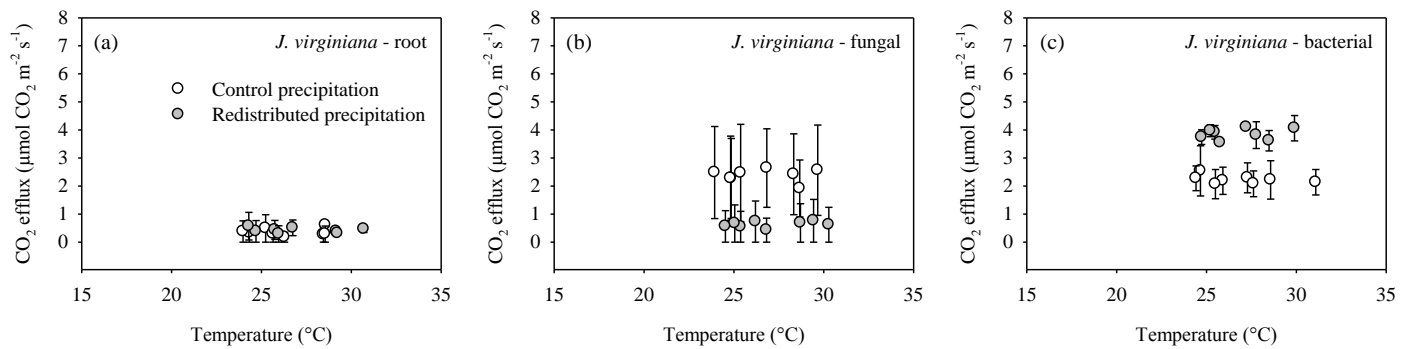 (a) J. virginiana - root
Control precipitation
Redistributed precipitation
CO₂ efflux (μmol CO₂ m⁻² s⁻¹)
8
7
6
5
4
3
2
1
0
15 20 25 30 35
Temperature (°C)
(b) J. virginiana - fungal
CO₂ efflux (μmol CO₂ m⁻² s⁻¹)
8
7
6
5
4
3
2
1
0
15 20 25 30 35
Temperature (°C)
(c) J. virginiana - bacterial
CO₂ efflux (μmol CO₂ m⁻² s⁻¹)
8
7
6
5
4
3
2
1
0
15 20 25 30 35
Temperature (°C)